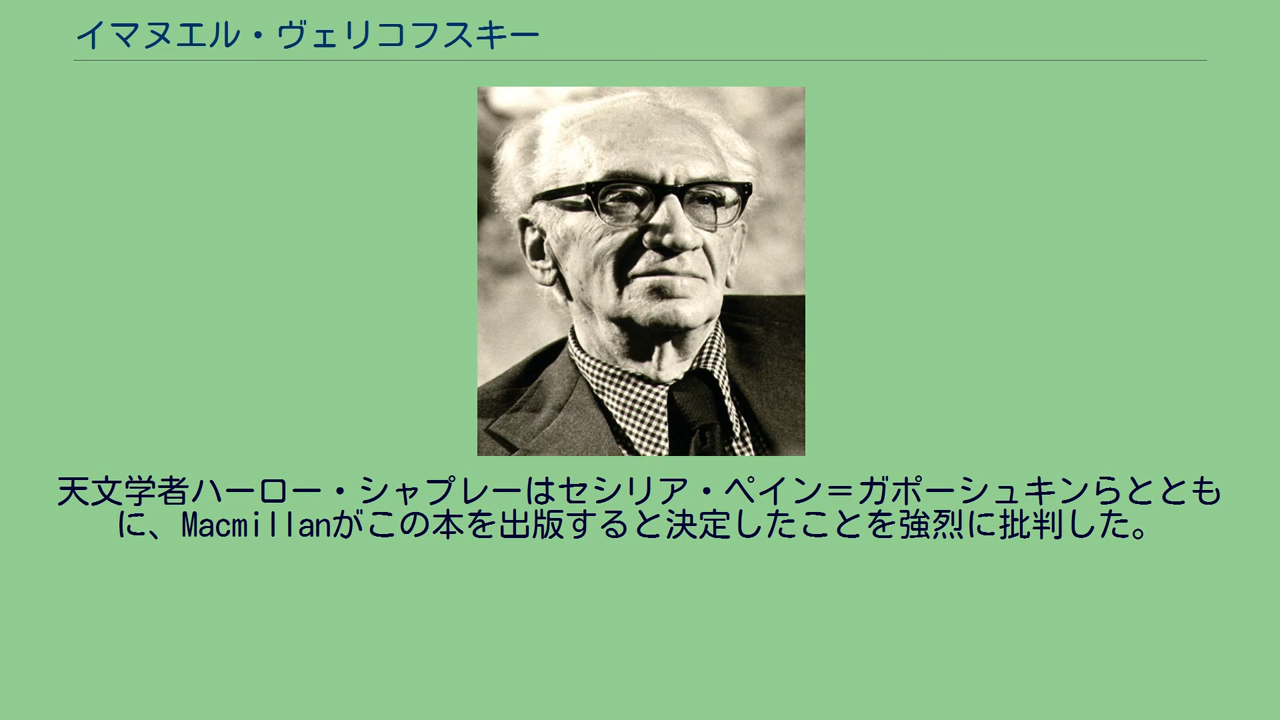 イマヌエル・ヴェリコフスキー
天文学者ハーロー・シャプレーはセシリア・ペイン＝ガポーシュキンらととも
に、Macmillanがこの本を出版すると決定したことを強烈に批判した。